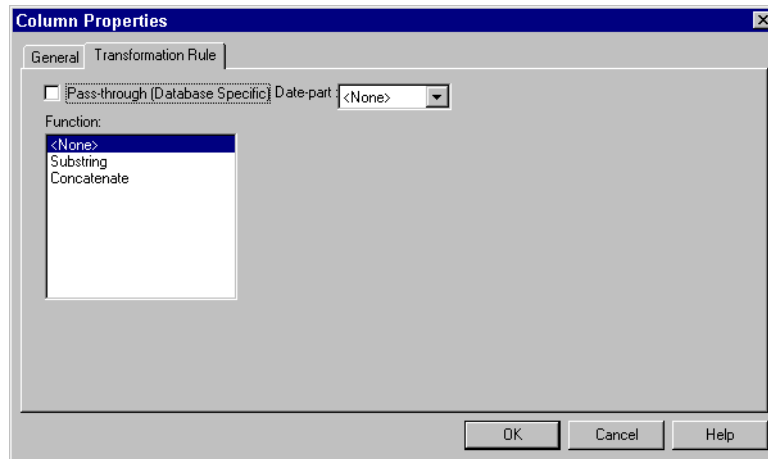 Column Properties
General Transformation Rule
Pass-through (Database Specific) Date-part : <None>
Function:
<None>
Substring
Concatenate
OK Cancel Help